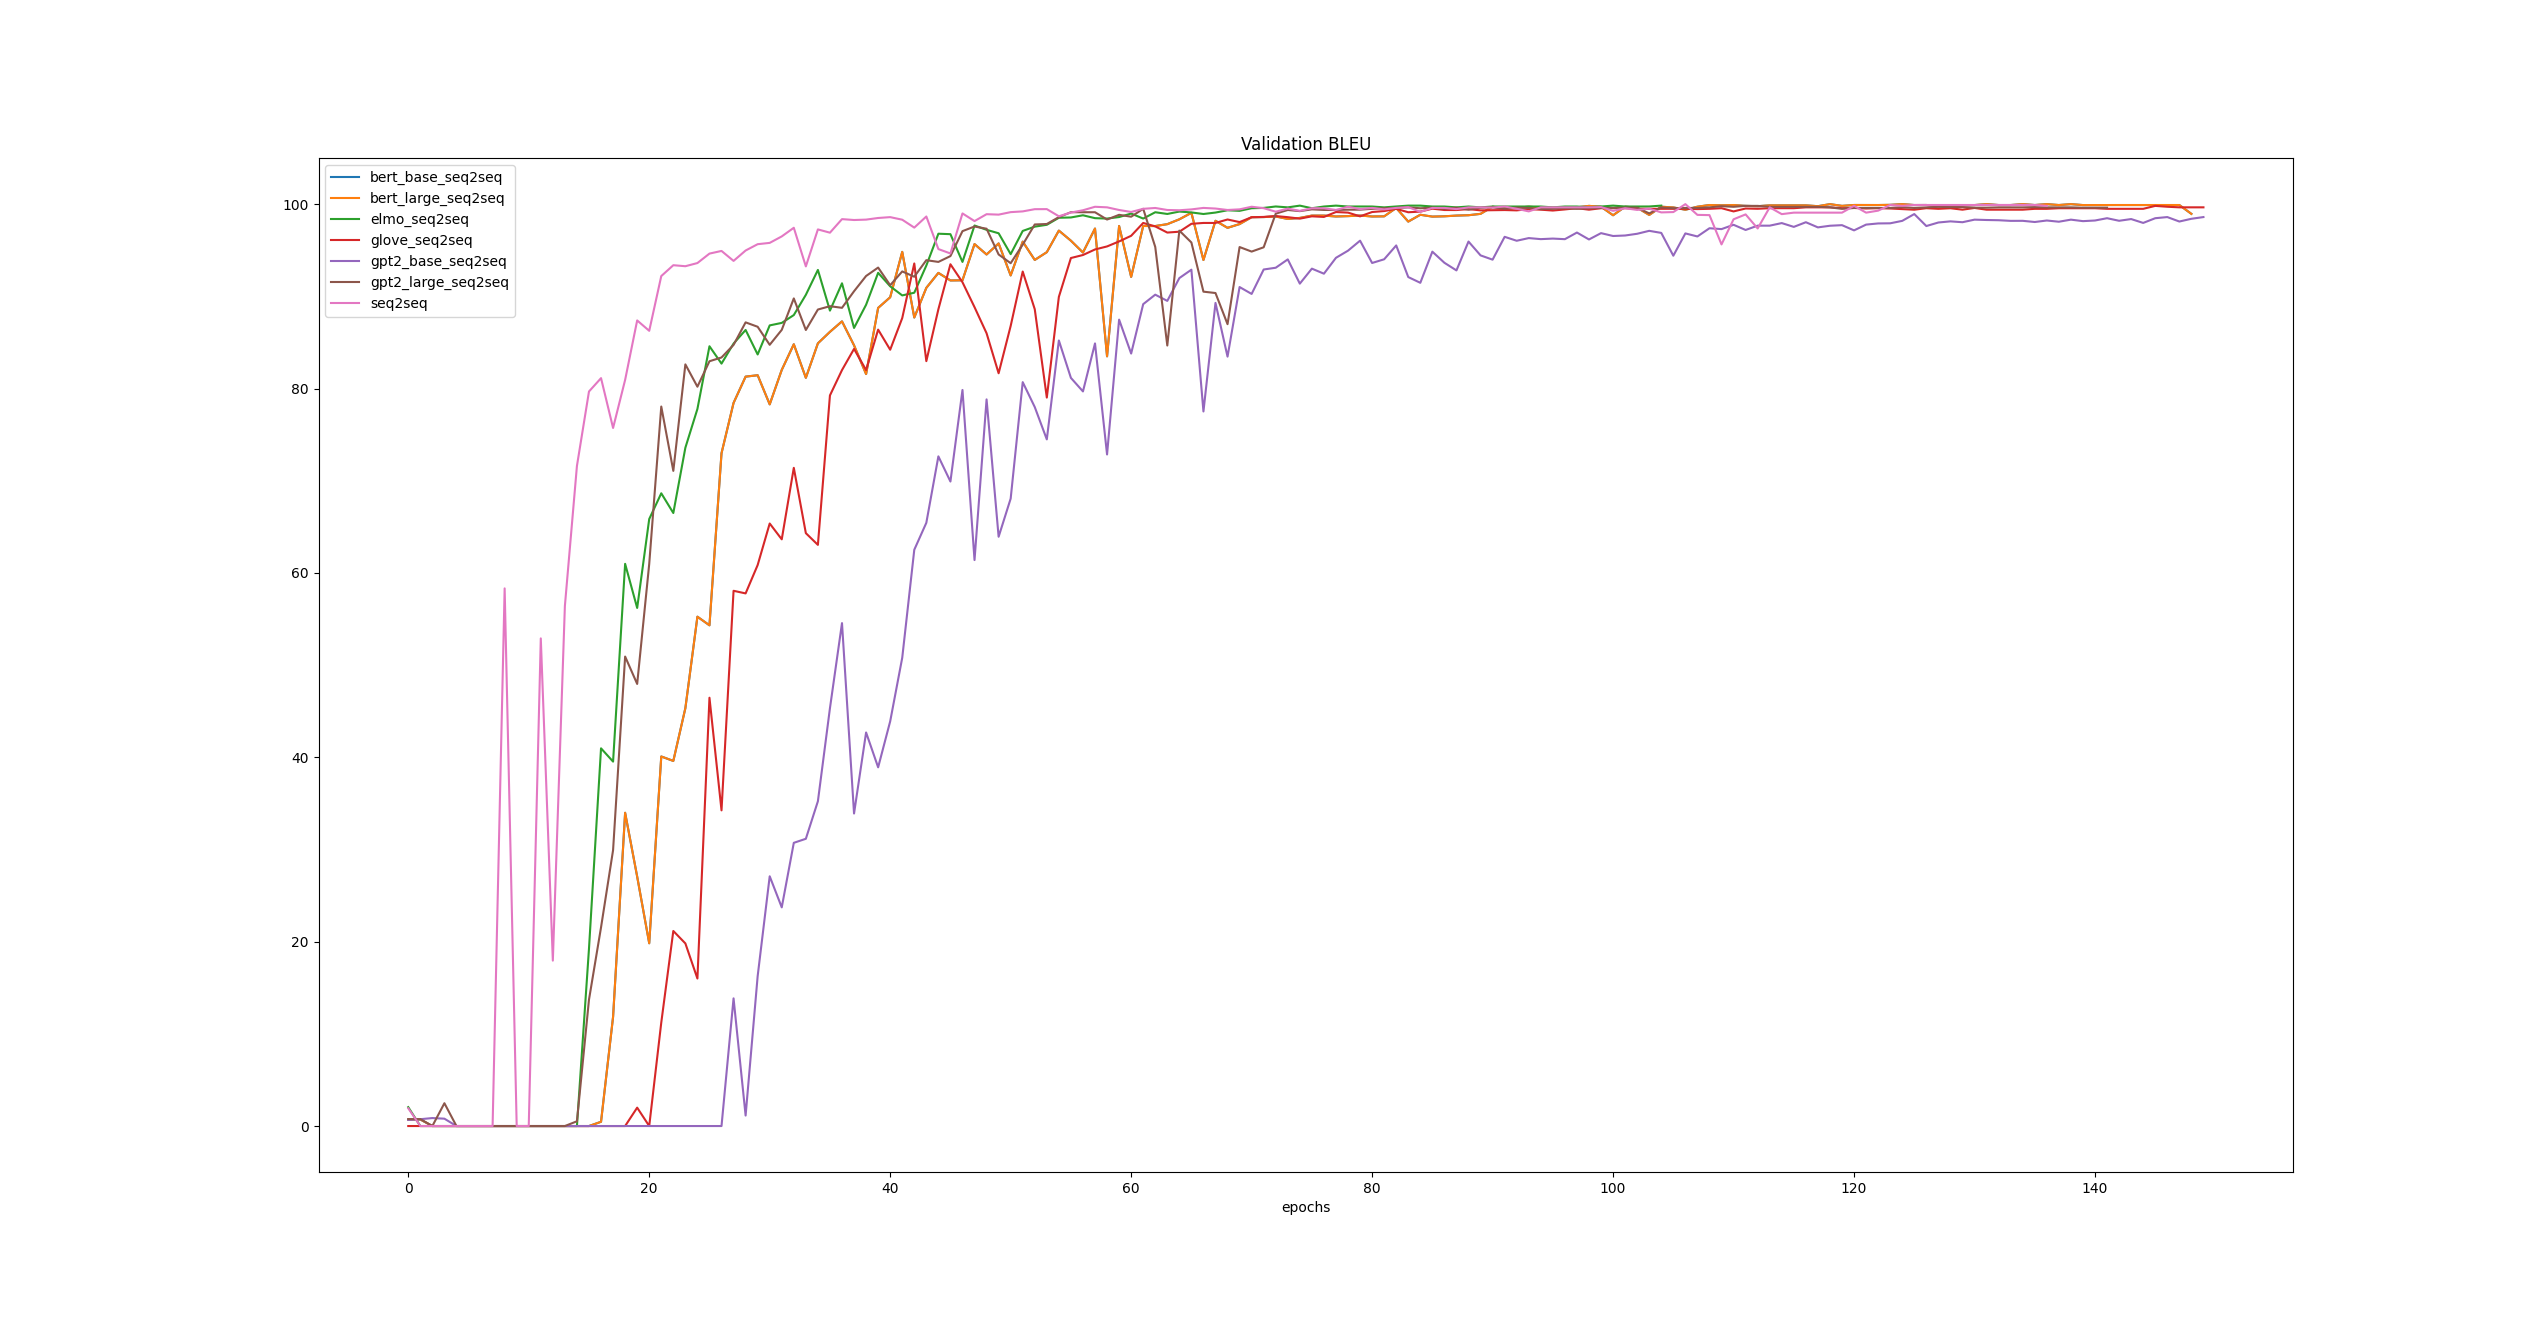 Validation BLEU
bert_base_seq2seq
bert_large_seq2seq
elmo_seq2seq
glove_seq2seq
gpt2_base_seq2seq
gpt2_large_seq2seq
seq2seq
100
80
60
40
20
0
0 20 40 60 80 100 120 140
epochs